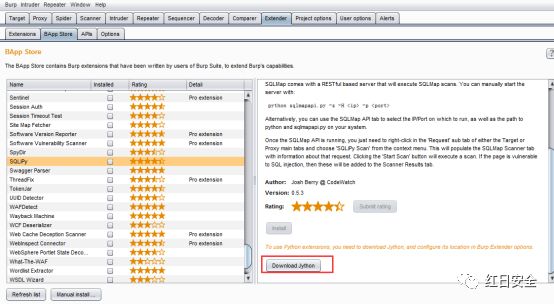 Burp Intruder Repeater Window Help
Target Proxy Spider Scanner Intruder Repeater Sequencer Decoder Comparer Extender Project options User options Alerts
Extensions BApp Store APIs Options
BApp Store
The BApp Store contains Burp extensions that have been written by users of Burp Suite, to extend Burp's capabilities.
Name Installed Rating Detail
Sentinel Pro extension
Session Auth
Session Timeout Test
Site Map Fetcher
Software Version Reporter Pro extension
Software Vulnerability Scanner Pro extension
SpyDir
SQLiPy
Swagger Parser
ThreadFix Pro extension
TokenJar
UUID Detector Pro extension
WAFDetect Pro extension
Wayback Machine
WCF Deserializer
Web Cache Deception Scanner Pro extension
WebInspect Connector Pro extension
WebSphere Portlet State Deco...
What-The-WAF
Wordlist Extractor
WSDL Wizard
Refresh list Manual install ...
SQLMap comes with a RESTful based server that will execute SQLMap scans. You can manually start the
server with:
python sqlmapapi.py -s -H <ip> -p <port>
Alternatively, you can use the SQLMap API tab to select the IP/Port on which to run, as well as the path to
python and sqlmapapi.py on your system.
Once the SQLMap API is running, you just need to right-click in the 'Request' sub tab of either the Target or
Proxy main tabs and choose 'SQLiPy Scan' from the context menu. This will populate the SQLMap Scanner
tab with information about that request. Clicking the 'Start Scan' button will execute a scan. If the page is vulnerable
to SQL injection, then these will be added to the Scanner Results tab.
Author: Josh Berry @ CodeWatch
Version: 0.5.3
Rating: Submit rating
Install
To use Python extensions, you need to download Jython, and configure its location in Burp Extender options.
Download Jython
红日安全